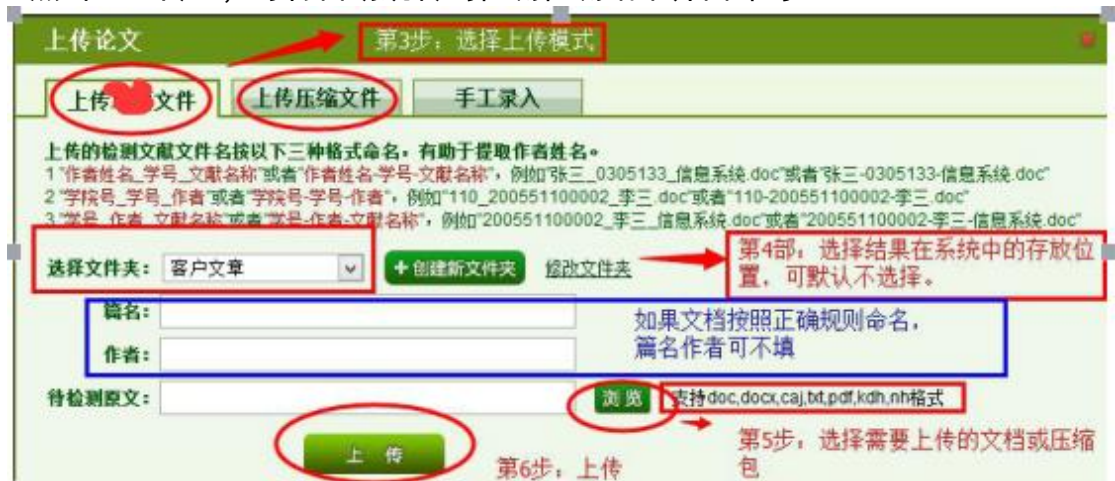 上传论文
第3步：选择上传模式
上传 文件
上传压缩文件
手工录入
上传的检测文献文件名按以下三种格式命名。有助于提取作者姓名。
1 "作者姓名_学号_文献名称"或者"作者姓名-学号-文献名称"，例如"张三_0305133_信息系统.doc"或者"张三-0305133-信息系统.doc"
2 "学院号_学号_作者"或者"学院号-学号-作者"，例如"110_200551100002_李三.doc"或者"110-200551100002-李三.doc"
3 "学号_作者_文献名称"或者"学号-作者-文献名称"，例如"200551100002_李三_信息系统.doc"或者"200551100002-李三-信息系统.doc"
选择文件夹： 客户文章
+创建新文件夹
修改文件夹
第4部：选择结果在系统中的存放位
置，可默认不选择。
篇名：
如果文档按照正确规则命名，
作者：
篇名作者可不填
待检测原文：
浏览
支持doc,docx,caj,txt,pdf,kdh,nh格式
上 传
第6步：上传
第5步：选择需要上传的文档或压缩
包